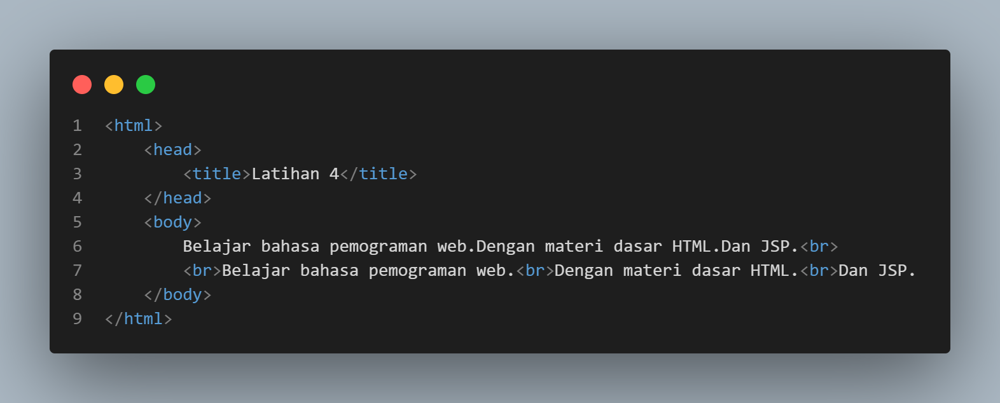 1 <html>
2 <head>
3 <title>Latihan 4</title>
4 </head>
5 <body>
6 Belajar bahasa pemograman web.Dengan materi dasar HTML.Dan JSP.<br>
7 <br>Belajar bahasa pemograman web.<br>Dengan materi dasar HTML.<br>Dan JSP.
8 </body>
9 </html>